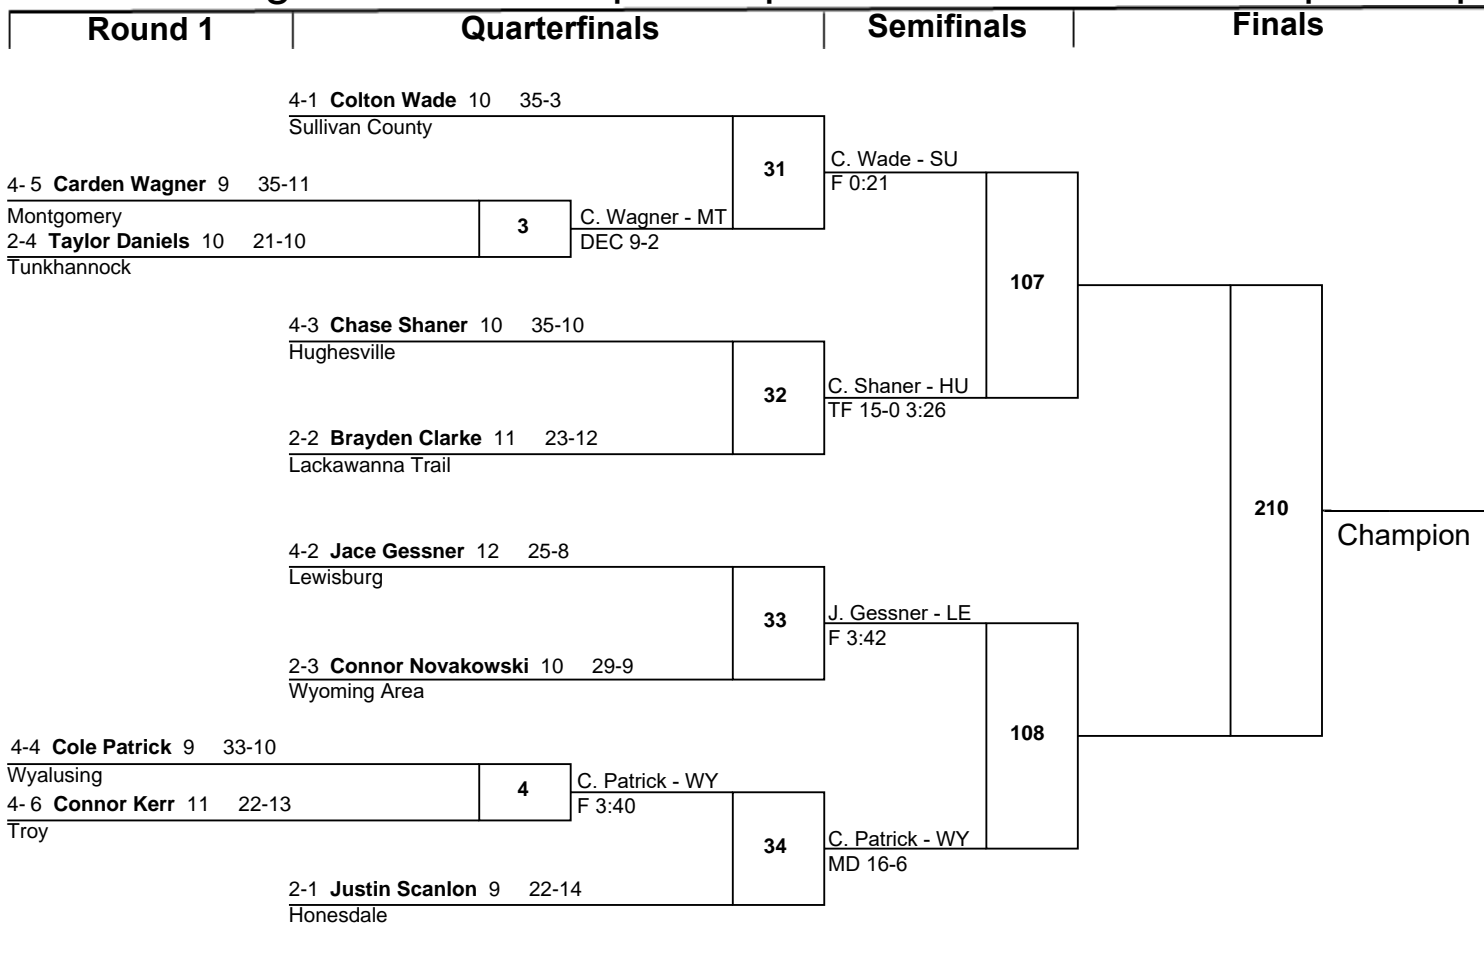 Round 1
Quarterfinals
Semifinals
Finals
4-1 Colton Wade 10 35-3
Sullivan County
31
C. Wade - SU
F 0:21
4- 5 Carden Wagner 9 35-11
Montgomery
3
C. Wagner - MT
DEC 9-2
2-4 Taylor Daniels 10 21-10
Tunkhannock
107
4-3 Chase Shaner 10 35-10
Hughesville
32
C. Shaner - HU
TF 15-0 3:26
2-2 Brayden Clarke 11 23-12
Lackawanna Trail
210
Champion
4-2 Jace Gessner 12 25-8
Lewisburg
33
J. Gessner - LE
F 3:42
2-3 Connor Novakowski 10 29-9
Wyoming Area
108
4-4 Cole Patrick 9 33-10
Wyalusing
4
C. Patrick - WY
F 3:40
4- 6 Connor Kerr 11 22-13
Troy
34
C. Patrick - WY
MD 16-6
2-1 Justin Scanlon 9 22-14
Honesdale